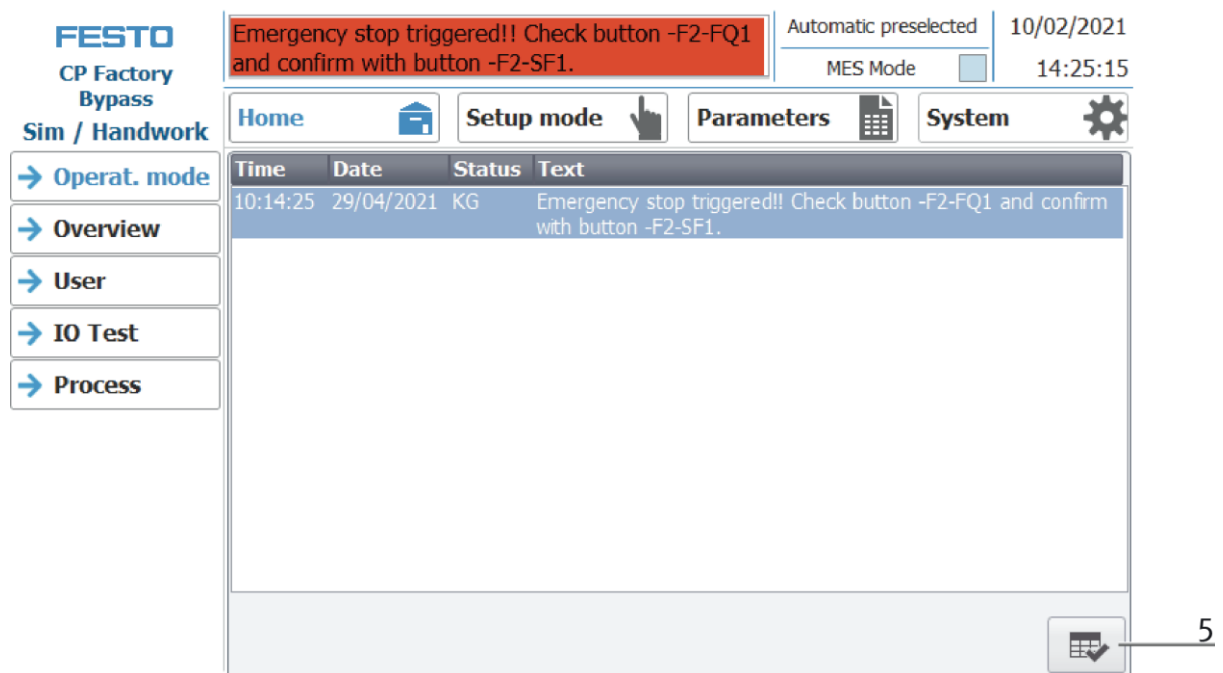 FESTO
CP Factory
Bypass
Sim / Handwork
Emergency stop triggered!! Check button -F2-FQ1
and confirm with button -F2-SF1.
Automatic preselected
MES Mode
10/02/2021
14:25:15
Home
Setup mode
Parameters
System
Operat. mode
Overview
User
IO Test
Process
Time Date Status Text
10:14:25 29/04/2021 KG Emergency stop triggered!! Check button -F2-FQ1 and confirm
with button -F2-SF1.
5